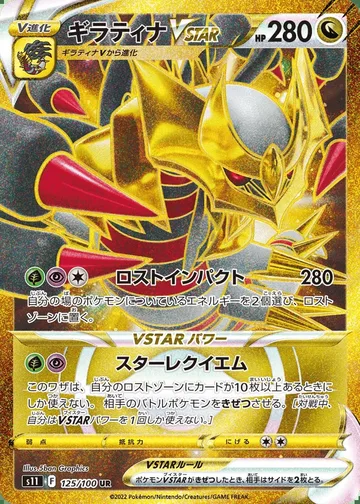 V進化
ギラティナVSTAR HP280
ギラティナVから進化
ロストインパクト 280
自分の場のポケモンについているエネルギーを2個選び、ロスト
ゾーンに置く。
VSTARパワー
スターレクイエム
このワザは、自分のロストゾーンにカードが10枚以上あるときに
しか使えない。相手のバトルポケモンをきぜつさせる。[対戦中、
自分はVSTARパワーを1回しか使えない。]
弱点 抵抗力 にげる
Illus. 5ban Graphics
VSTARルール
s11 F 125/100 UR
ポケモンVSTARがきぜつしたとき、相手はサイドを2枚とる。
©2022 Pokémon/Nintendo/Creatures/GAME FREAK.